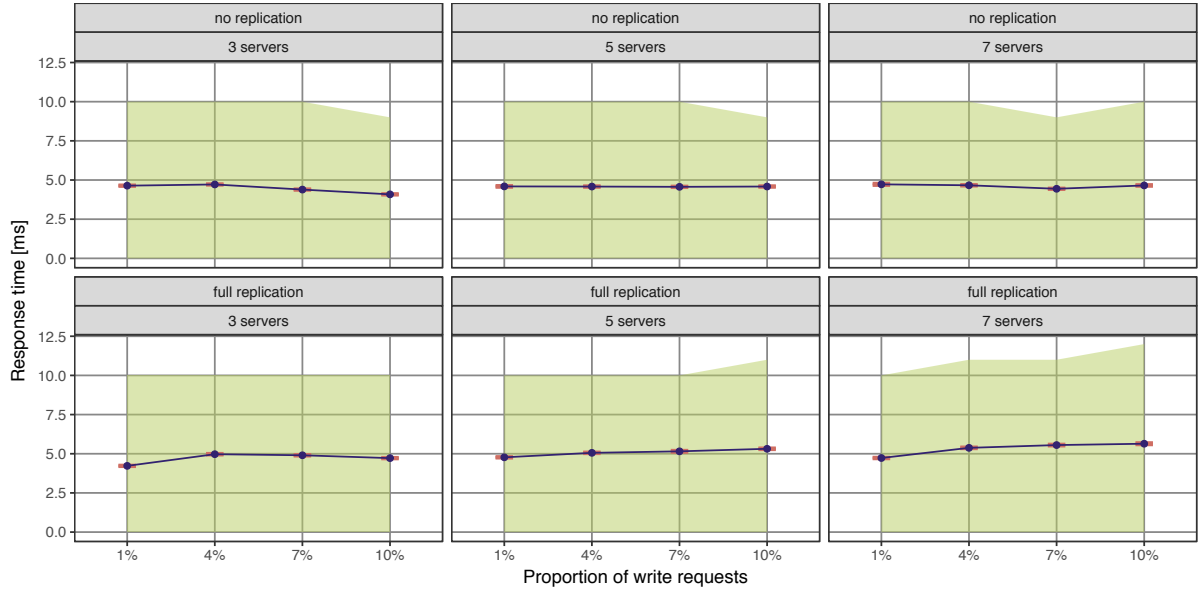 no replication
no replication
no replication
3 servers
5 servers
7 servers
12.5
10.0
7.5
5.0
2.5
0.0
full replication
full replication
full replication
3 servers
5 servers
7 servers
12.5
10.0
7.5
5.0
2.5
0.0
1% 4% 7% 10% 1% 4% 7% 10% 1% 4% 7% 10%
Response time [ms]
Proportion of write requests